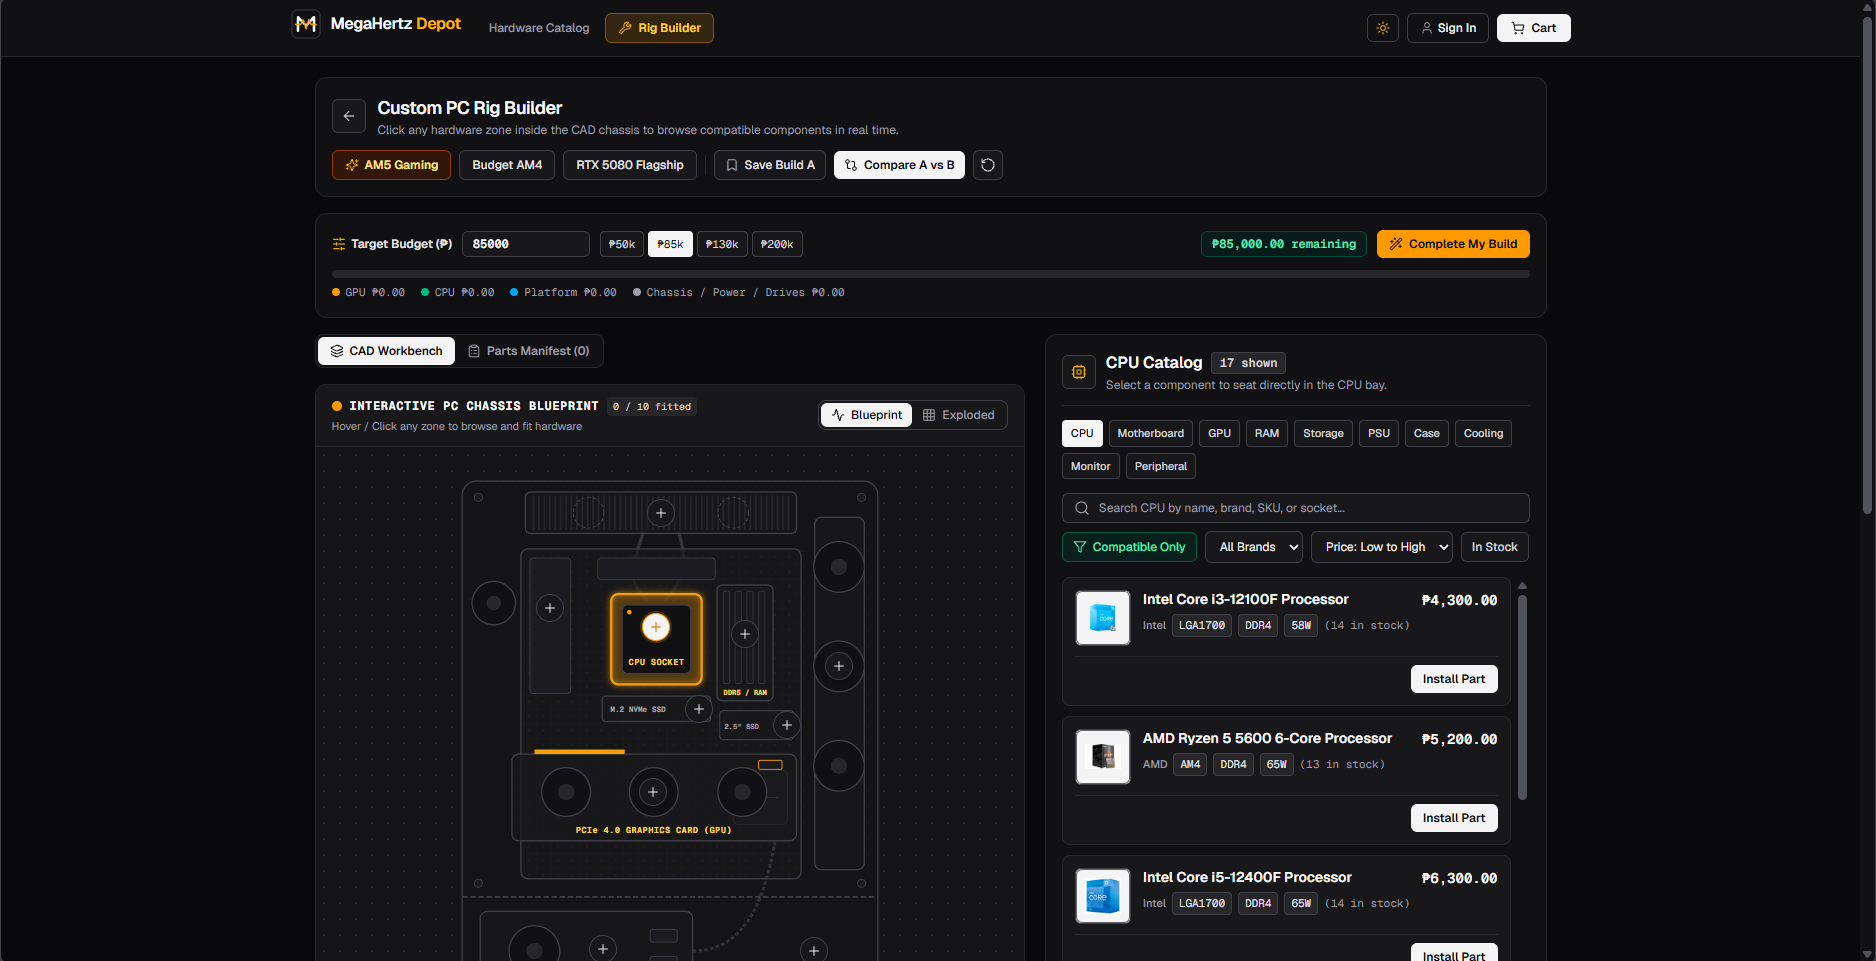 MegaHertz Depot
Hardware Catalog
Rig Builder
Sign In
Cart
Custom PC Rig Builder
Click any hardware zone inside the CAD chassis to browse compatible components in real time.
AM5 Gaming
Budget AM4
RTX 5080 Flagship
Save Build A
Compare A vs B
Target Budget (₱)
85000
₱50k
₱85k
₱130k
₱200k
₱85,000.00 remaining
Complete My Build
GPU ₱0.00
CPU ₱0.00
Platform ₱0.00
Chassis / Power / Drives ₱0.00
CAD Workbench
Parts Manifest (0)
INTERACTIVE PC CHASSIS BLUEPRINT
0 / 10 fitted
Hover / Click any zone to browse and fit hardware
Blueprint
Exploded
CPU SOCKET
DDR5 / RAM
M.2 NVMe SSD
2.5" SSD
PCIe 4.0 GRAPHICS CARD (GPU)
CPU Catalog
17 shown
Select a component to seat directly in the CPU bay.
CPU
Motherboard
GPU
RAM
Storage
PSU
Case
Cooling
Monitor
Peripheral
Search CPU by name, brand, SKU, or socket...
Compatible Only
All Brands
Price: Low to High
In Stock
Intel Core i3-12100F Processor
₱4,300.00
Intel LGA1700 DDR4 58W (14 in stock)
Install Part
AMD Ryzen 5 5600 6-Core Processor
₱5,200.00
AMD AM4 DDR4 65W (13 in stock)
Install Part
Intel Core i5-12400F Processor
₱6,300.00
Intel LGA1700 DDR4 65W (14 in stock)
Install Part